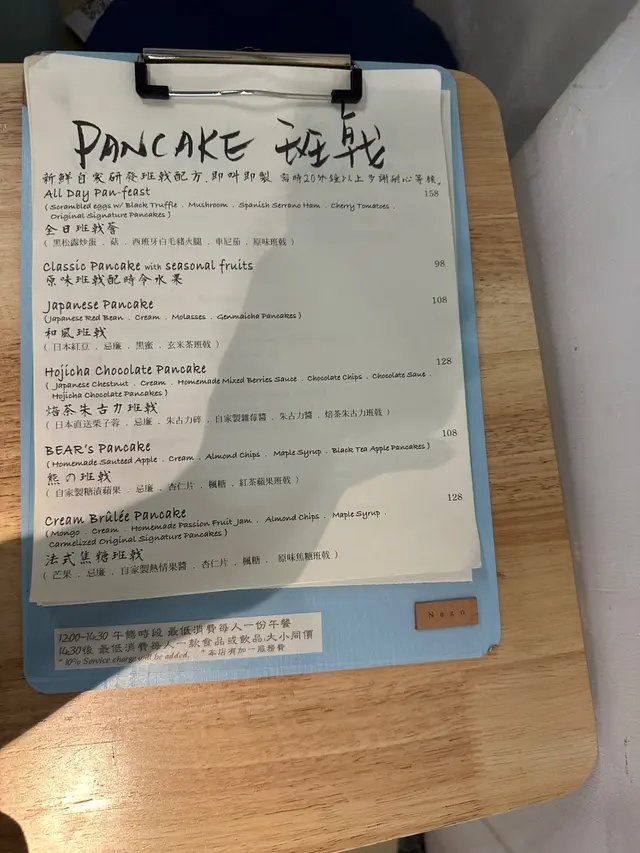 PANCAKE 班戟
新鮮自家研發班戟配方.即叫即製 需時20分鐘以上多謝耐心等候。
All Day Pan-feast 158
( Scrambled eggs w/ Black Truffle . Mushroom . Spanish Serrano Ham . Cherry Tomatoes .
Original Signature Pancakes )
全日班戟薈
( 黑松露炒蛋 . 菇 . 西班牙白毛豬火腿 . 車厘茄 . 原味班戟 )
Classic Pancake with seasonal fruits 98
原味班戟配時令水果
Japanese Pancake 108
(Japanese Red Bean . Cream . Molasses . Genmaicha Pancakes )
和風班戟
( 日本紅豆 . 忌廉 . 黑蜜 . 玄米茶班戟 )
Hojicha Chocolate Pancake 128
( Japanese Chestnut . Cream . Homemade Mixed Berries Sauce . Chocolate Chips . Chocolate Saue .
Hojicha Chocolate Pancakes )
焙茶朱古力班戟
( 日本直送栗子蓉 . 忌廉 . 朱古力碎 . 自家製雜莓醬 . 朱古力醬 . 焙茶朱古力班戟 )
BEAR's Pancake 108
( Homemade Sauteed Apple . Cream . Almond Chips . Maple Syrup . Black Tea Apple Pancakes )
熊の班戟
( 自家製糖漬蘋果 . 忌廉 . 杏仁片 . 楓糖 . 紅茶蘋果班戟 )
Cream Brûlée Pancake 128
( Mongo . Cream . Homemade Passion Fruit Jam . Almond Chips . Maple Syrup .
Carmelized Original Signature Pancakes )
法式焦糖班戟
( 芒果 . 忌廉 . 自家製熱情果醬 . 杏仁片 . 楓糖 . 原味焦糖班戟 )
Nexu
1200-1430 午膳時段 最低消費每人一份午餐
1430後 最低消費每人一款食品或飲品.大小同價
* 10% Service charge will be added. * 本店有加一服務費